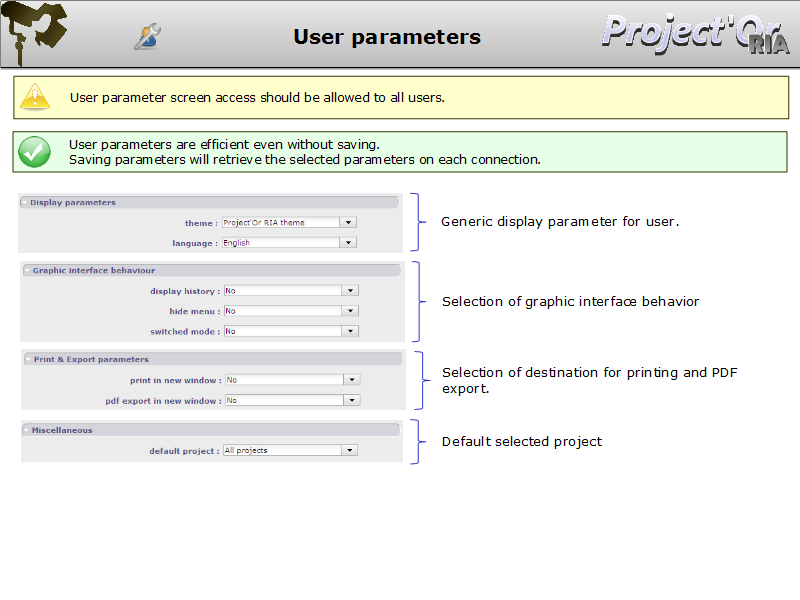 User parameters
Project'Or
RIA
User parameter screen access should be allowed to all users.
User parameters are efficient even without saving.
Saving parameters will retrieve the selected parameters on each connection.
Display parameters
theme : Project'Or RIA theme
language : English
Generic display parameter for user.
Graphic interface behaviour
display history : No
hide menu : No
switched mode : No
Selection of graphic interface behavior
Print & Export parameters
print in new window : No
pdf export in new window : No
Selection of destination for printing and PDF
export.
Miscellaneous
default project : All projects
Default selected project